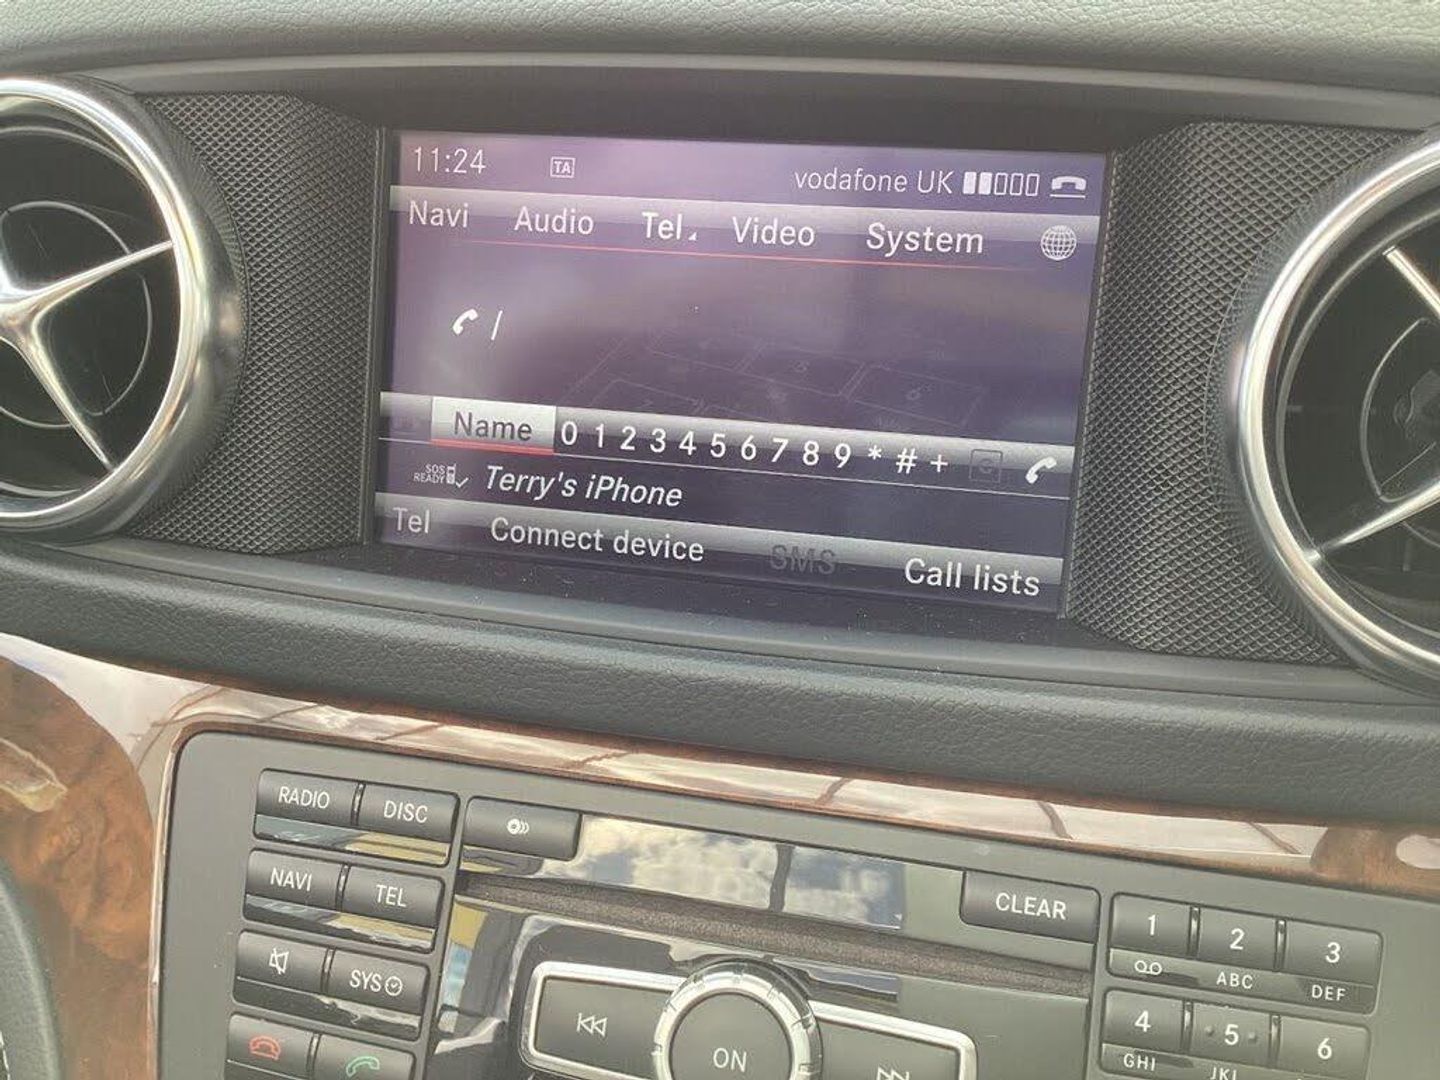 11:24 TA vodafone UK
Navi Audio Tel Video System
Name 0 1 2 3 4 5 6 7 8 9 * # +
SOS
READY
Terry's iPhone
Tel Connect device SMS Call lists
RADIO DISC
NAVI TEL
CLEAR
SYS
ON
1 2 3
ABC DEF
4 5 6
GHI JKL